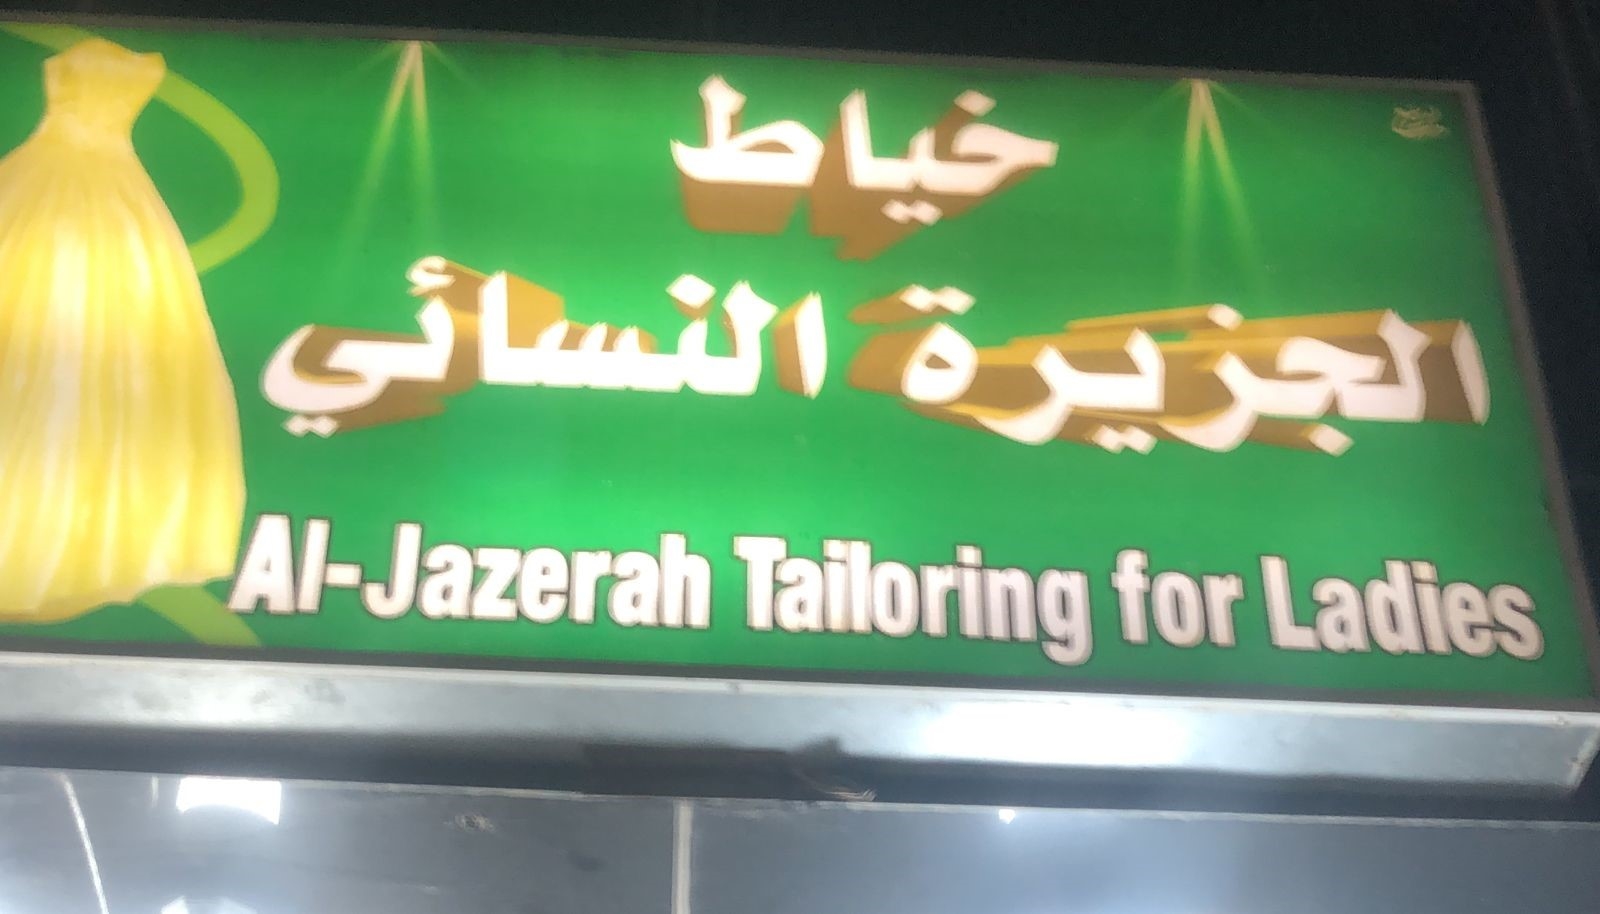 خياط
الجزيرة النسائي
Al-Jazerah Tailoring for Ladies